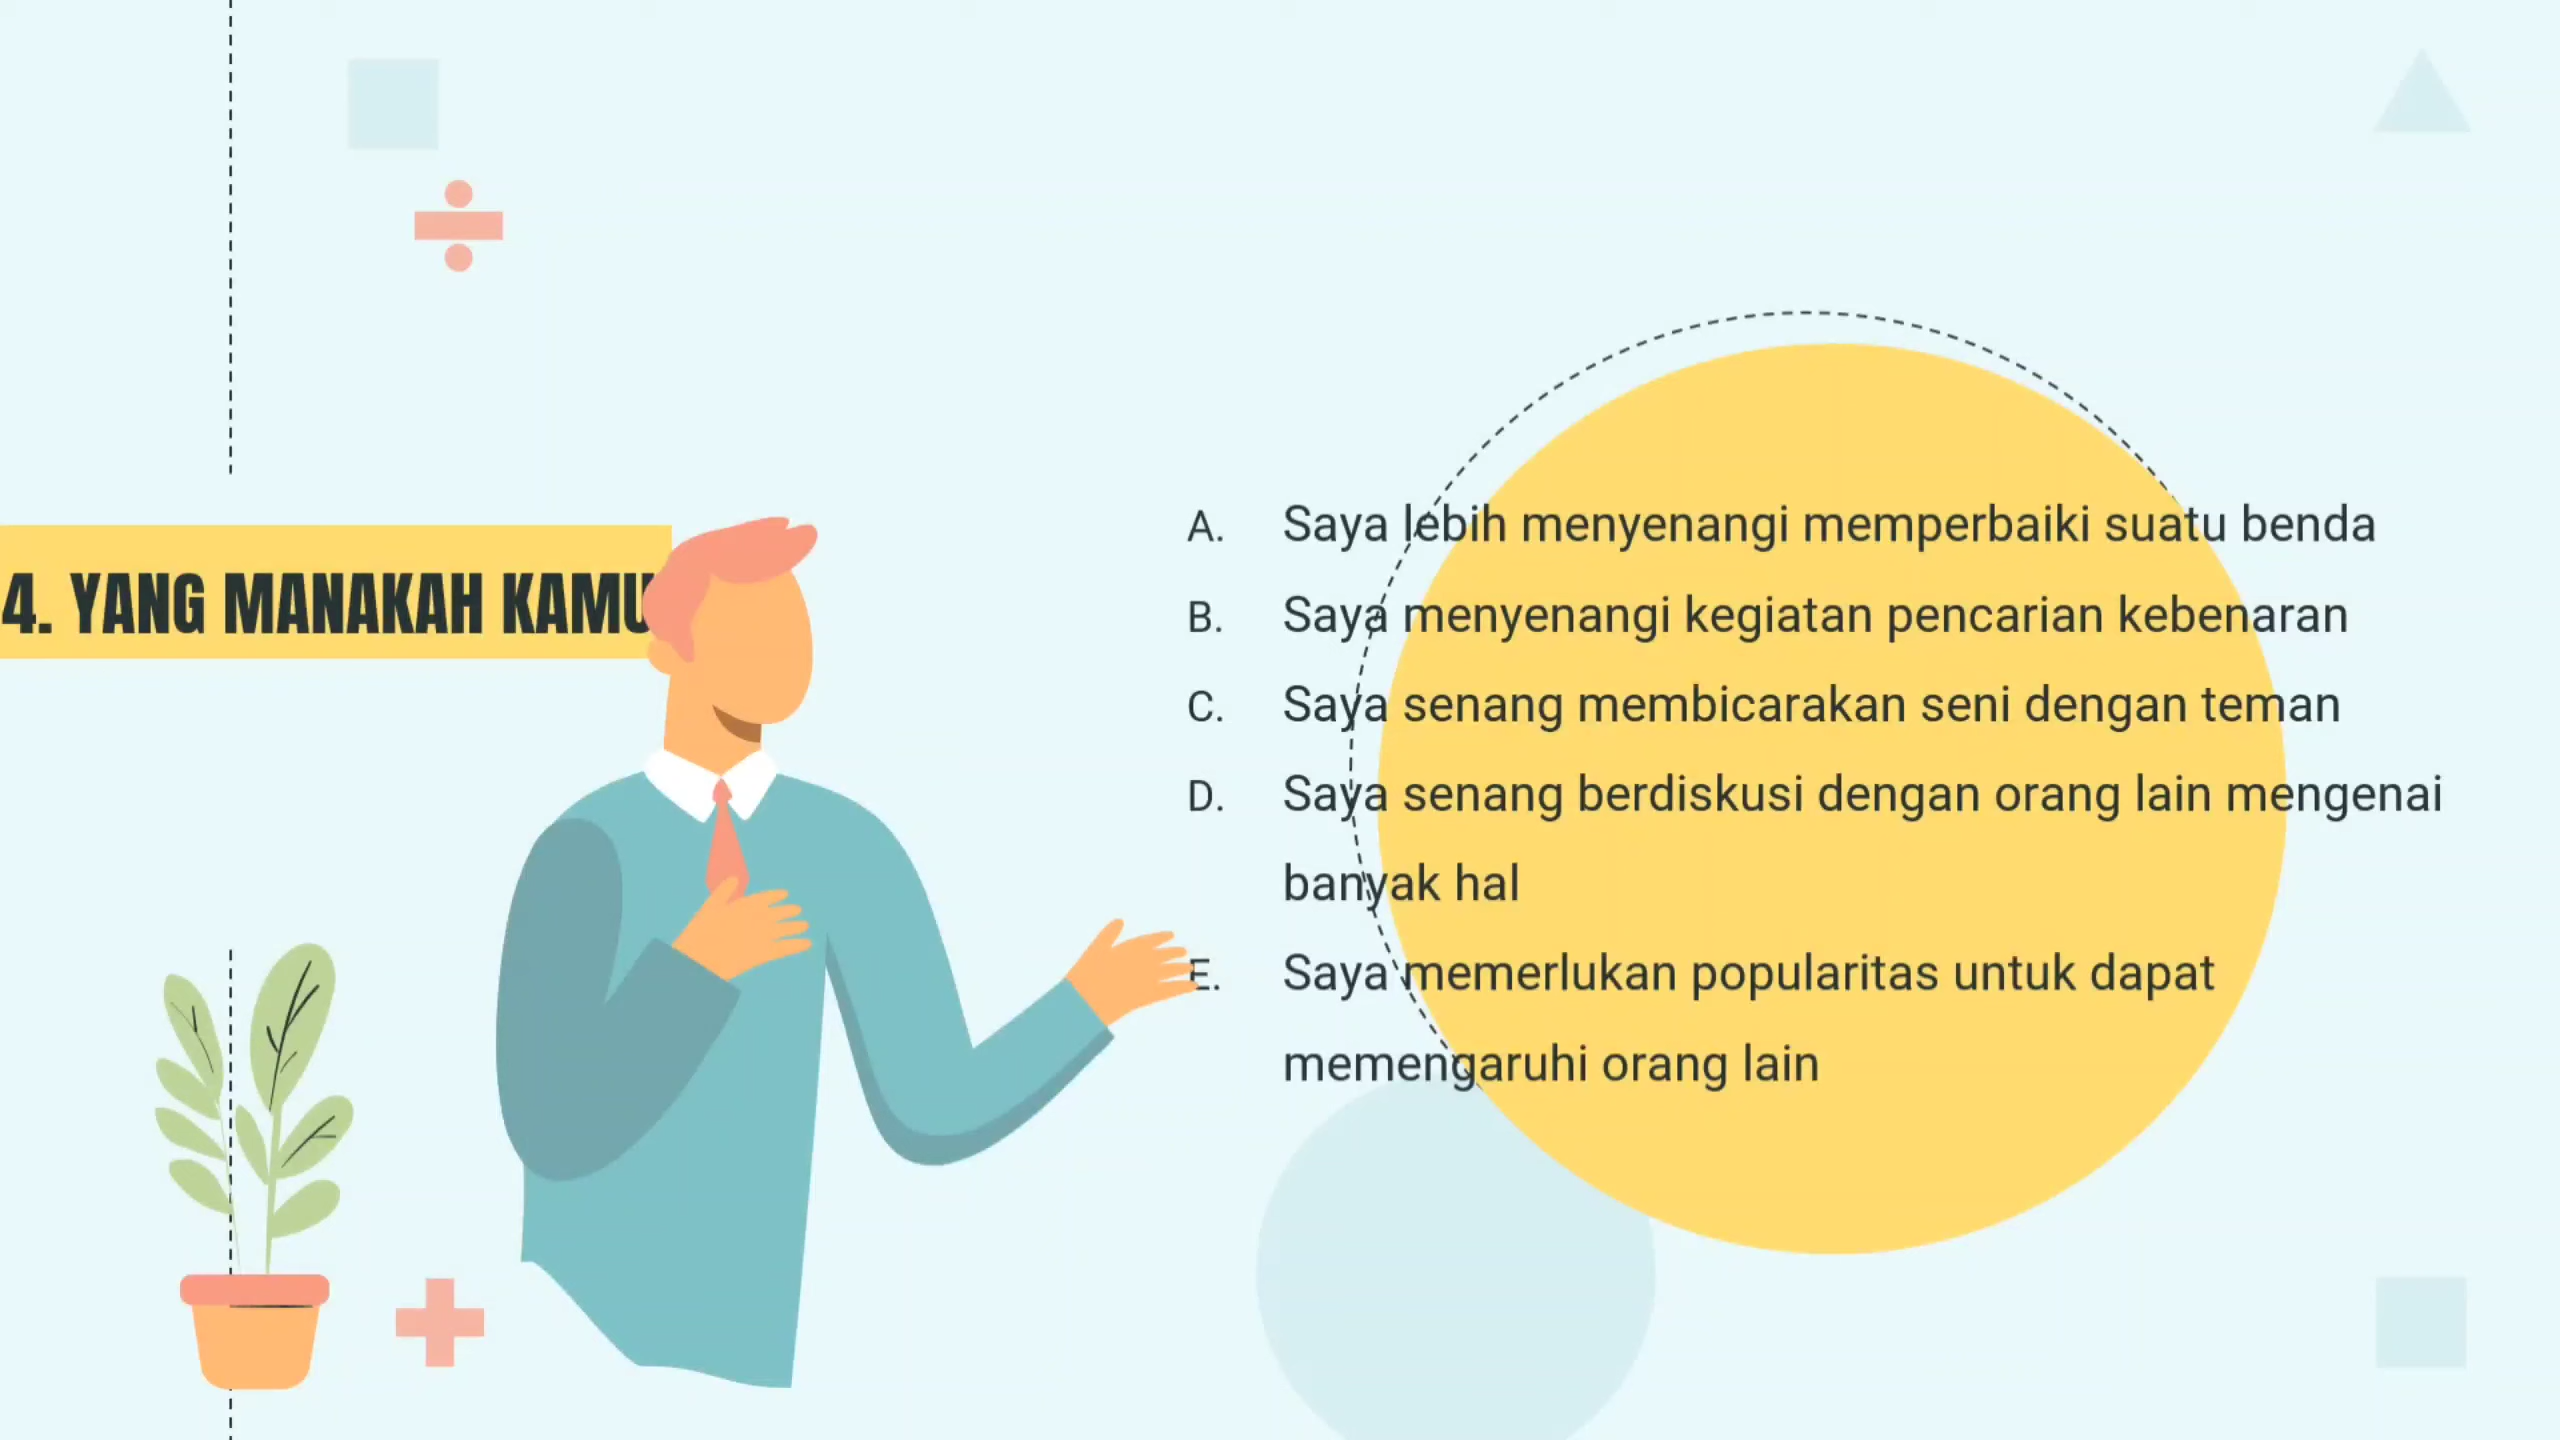 4. YANG MANAKAH KAMU
A. Saya lebih menyenangi memperbaiki suatu benda
B. Saya menyenangi kegiatan pencarian kebenaran
C. Saya senang membicarakan seni dengan teman
D. Saya senang berdiskusi dengan orang lain mengenai
banyak hal
E. Saya memerlukan popularitas untuk dapat
memengaruhi orang lain